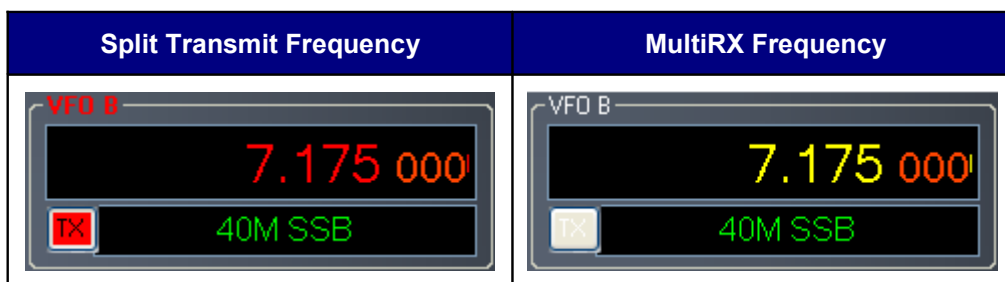 Split Transmit Frequency
MultiRX Frequency
VFO B
7.175 000
TX
40M SSB
VFO B
7.175 000
TX
40M SSB